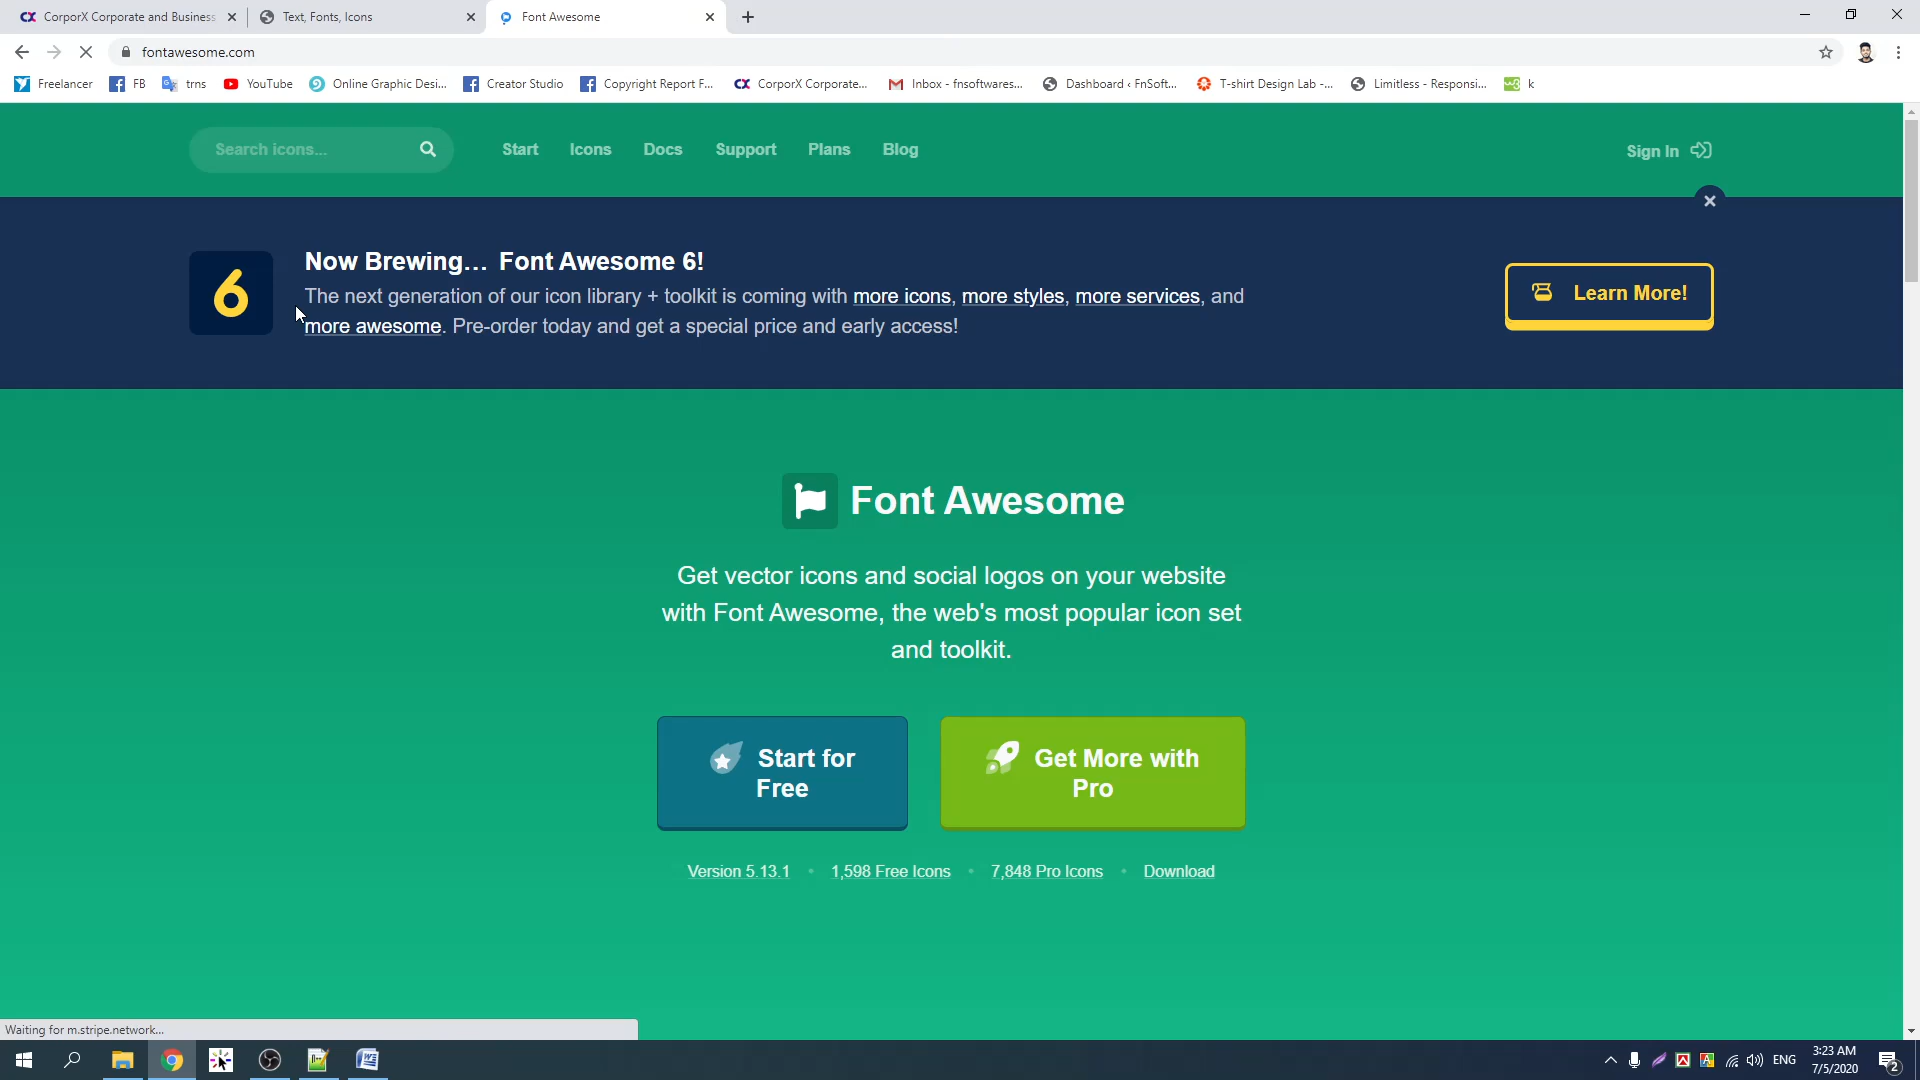 CorporX Corporate and Business
Text, Fonts, Icons
Font Awesome
fontawesome.com
Freelancer
FB
trns
YouTube
Online Graphic Desi...
Creator Studio
Copyright Report F...
CorporX Corporate...
Inbox - fnsoftwares...
Dashboard ‹ FnSoft...
T-shirt Design Lab -...
Limitless - Responsi...
k
Search icons...
Start
Icons
Docs
Support
Plans
Blog
Sign In
6
Now Brewing... Font Awesome 6!
The next generation of our icon library + toolkit is coming with more icons, more styles, more services, and
more awesome. Pre-order today and get a special price and early access!
Learn More!
Font Awesome
Get vector icons and social logos on your website
with Font Awesome, the web's most popular icon set
and toolkit.
Start for
Free
Get More with
Pro
Version 5.13.1 • 1,598 Free Icons • 7,848 Pro Icons • Download
Waiting for m.stripe.network...
ENG
3:23 AM
7/5/2020
2